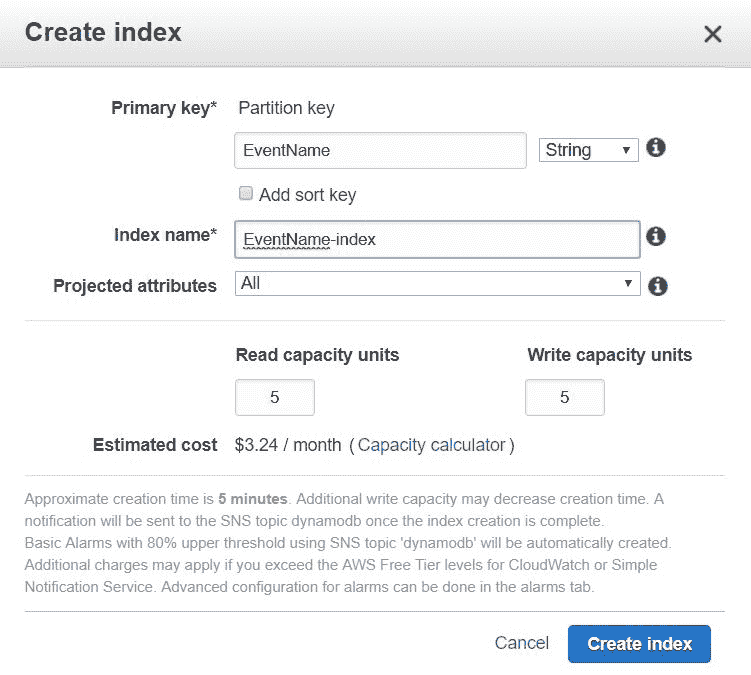 Create index
Primary key* Partition key
EventName String
Add sort key
Index name* EventName-index
Projected attributes All
Read capacity units Write capacity units
5 5
Estimated cost $3.24 / month (Capacity calculator)
Approximate creation time is 5 minutes. Additional write capacity may decrease creation time. A
notification will be sent to the SNS topic dynamodb once the index creation is complete.
Basic Alarms with 80% upper threshold using SNS topic 'dynamodb' will be automatically created.
Additional charges may apply if you exceed the AWS Free Tier levels for CloudWatch or Simple
Notification Service. Advanced configuration for alarms can be done in the alarms tab.
Cancel Create index